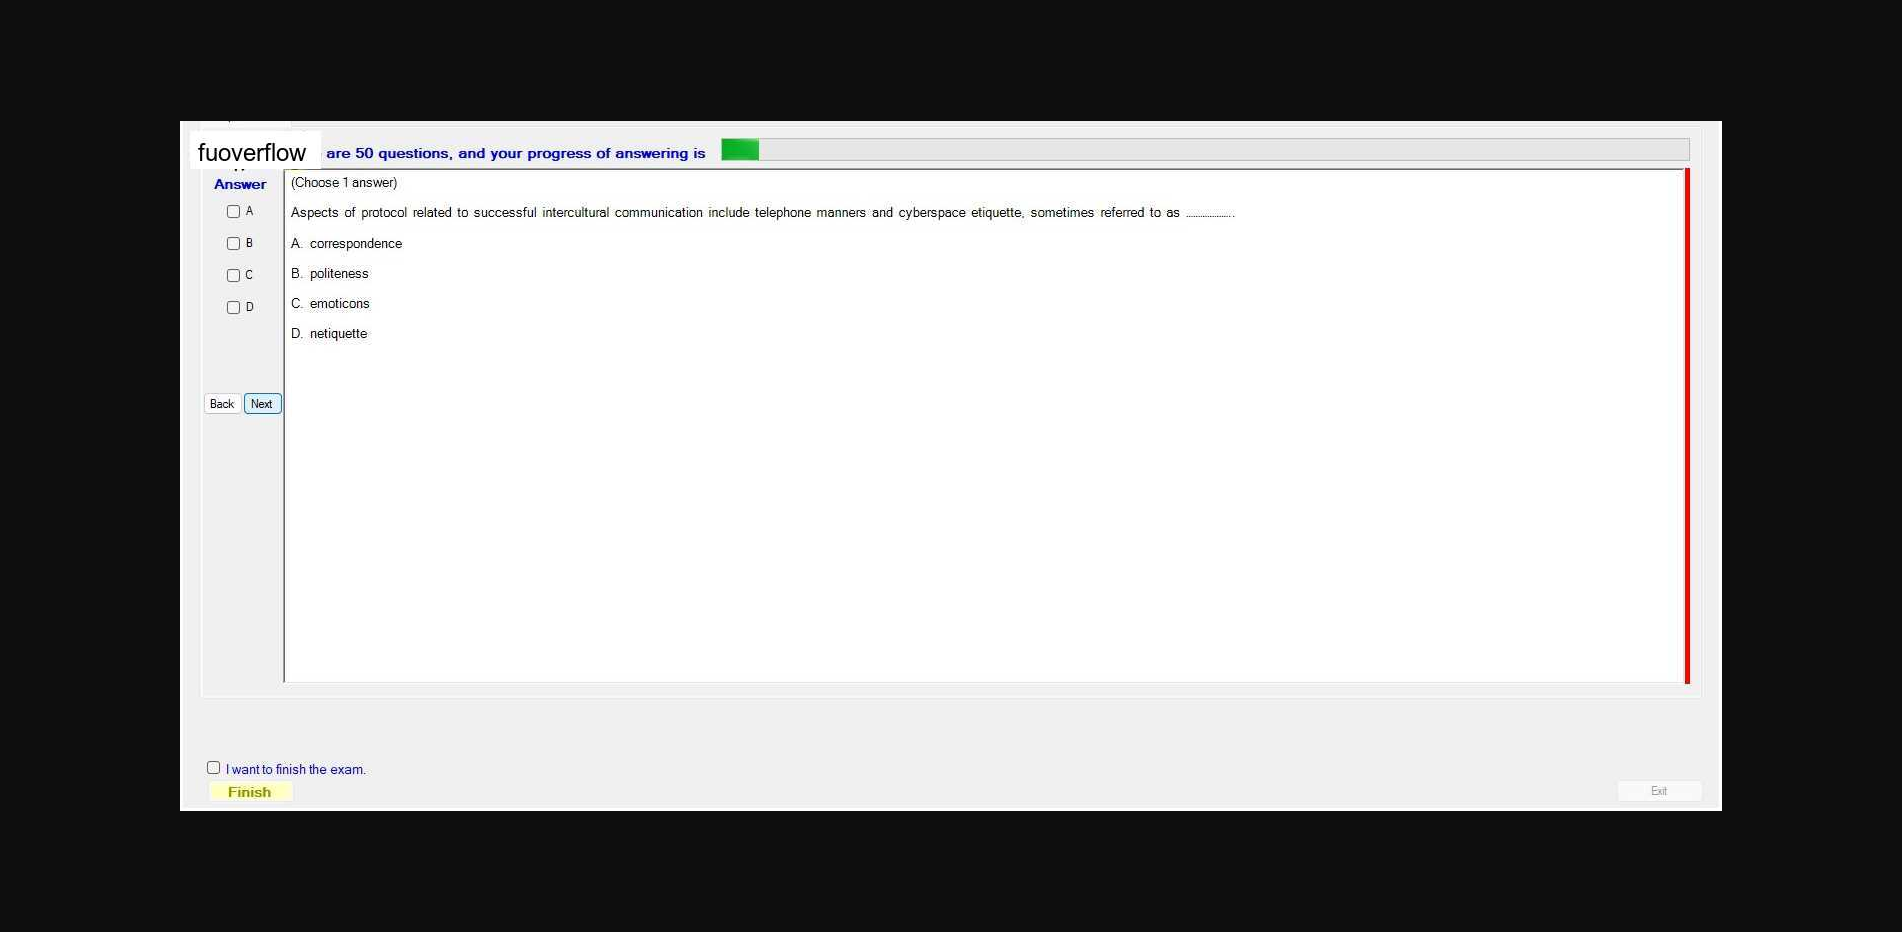 fuoverflow are 50 questions, and your progress of answering is
Answer
(Choose 1 answer)
A
Aspects of protocol related to successful intercultural communication include telephone manners and cyberspace etiquette, sometimes referred to as ...................
B
A. correspondence
C
B. politeness
D
C. emoticons
D. netiquette
Back Next
I want to finish the exam.
Finish
Exit